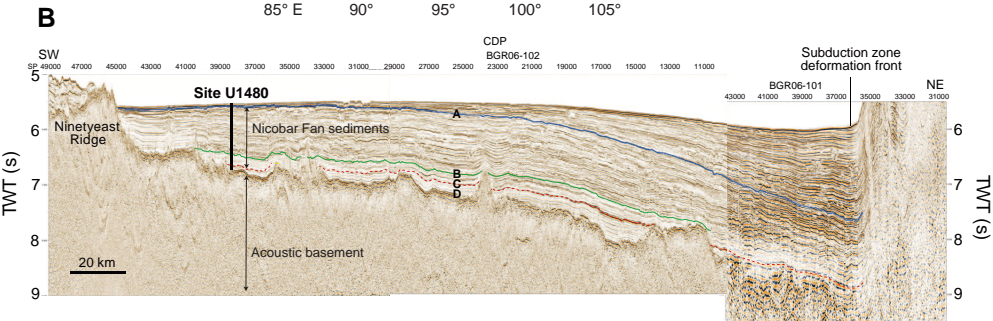 B
85° E 90° 95° 100° 105°
SW
CDP
BGR06-102
Subduction zone
deformation front
SP 49000 47000 45000 43000 41000 39000 37000 35000 33000 31000 29000 27000 25000 23000 21000 19000 17000 15000 13000 11000
BGR06-101
NE
43000 41000 39000 37000 35000 33000 31000
5
Site U1480
A
Nicobar Fan sediments
Ninetyeast
Ridge
6
6
B
C
D
7
7
TWT (s)
TWT (s)
8
8
Acoustic basement
20 km
9
9